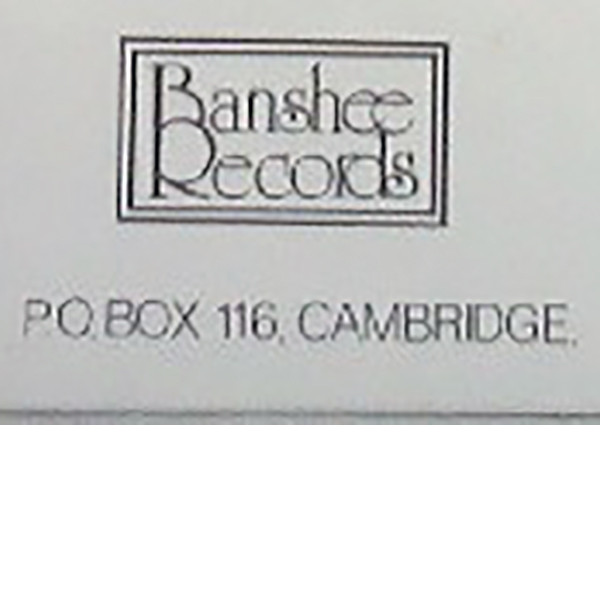 Banshee
Records
P.O. BOX 116, CAMBRIDGE.